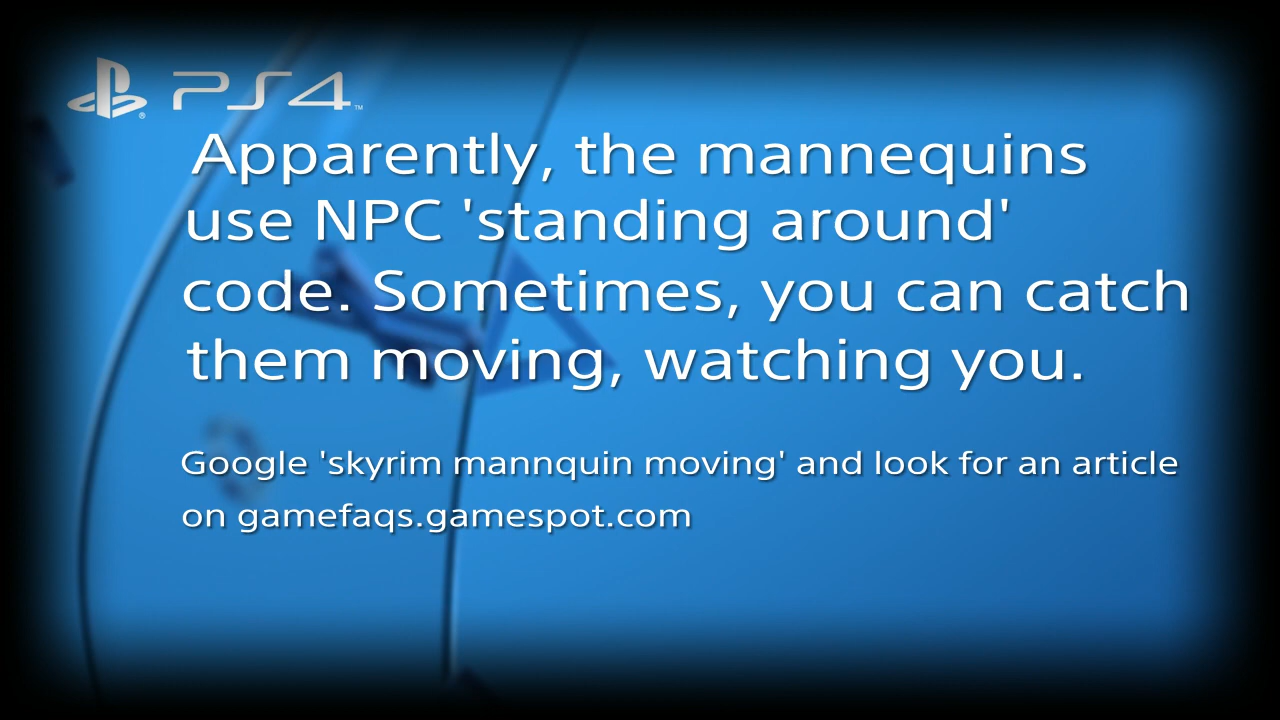 PS4™
Apparently, the mannequins
use NPC 'standing around'
code. Sometimes, you can catch
them moving, watching you.
Google 'skyrim mannquin moving' and look for an article
on gamefaqs.gamespot.com